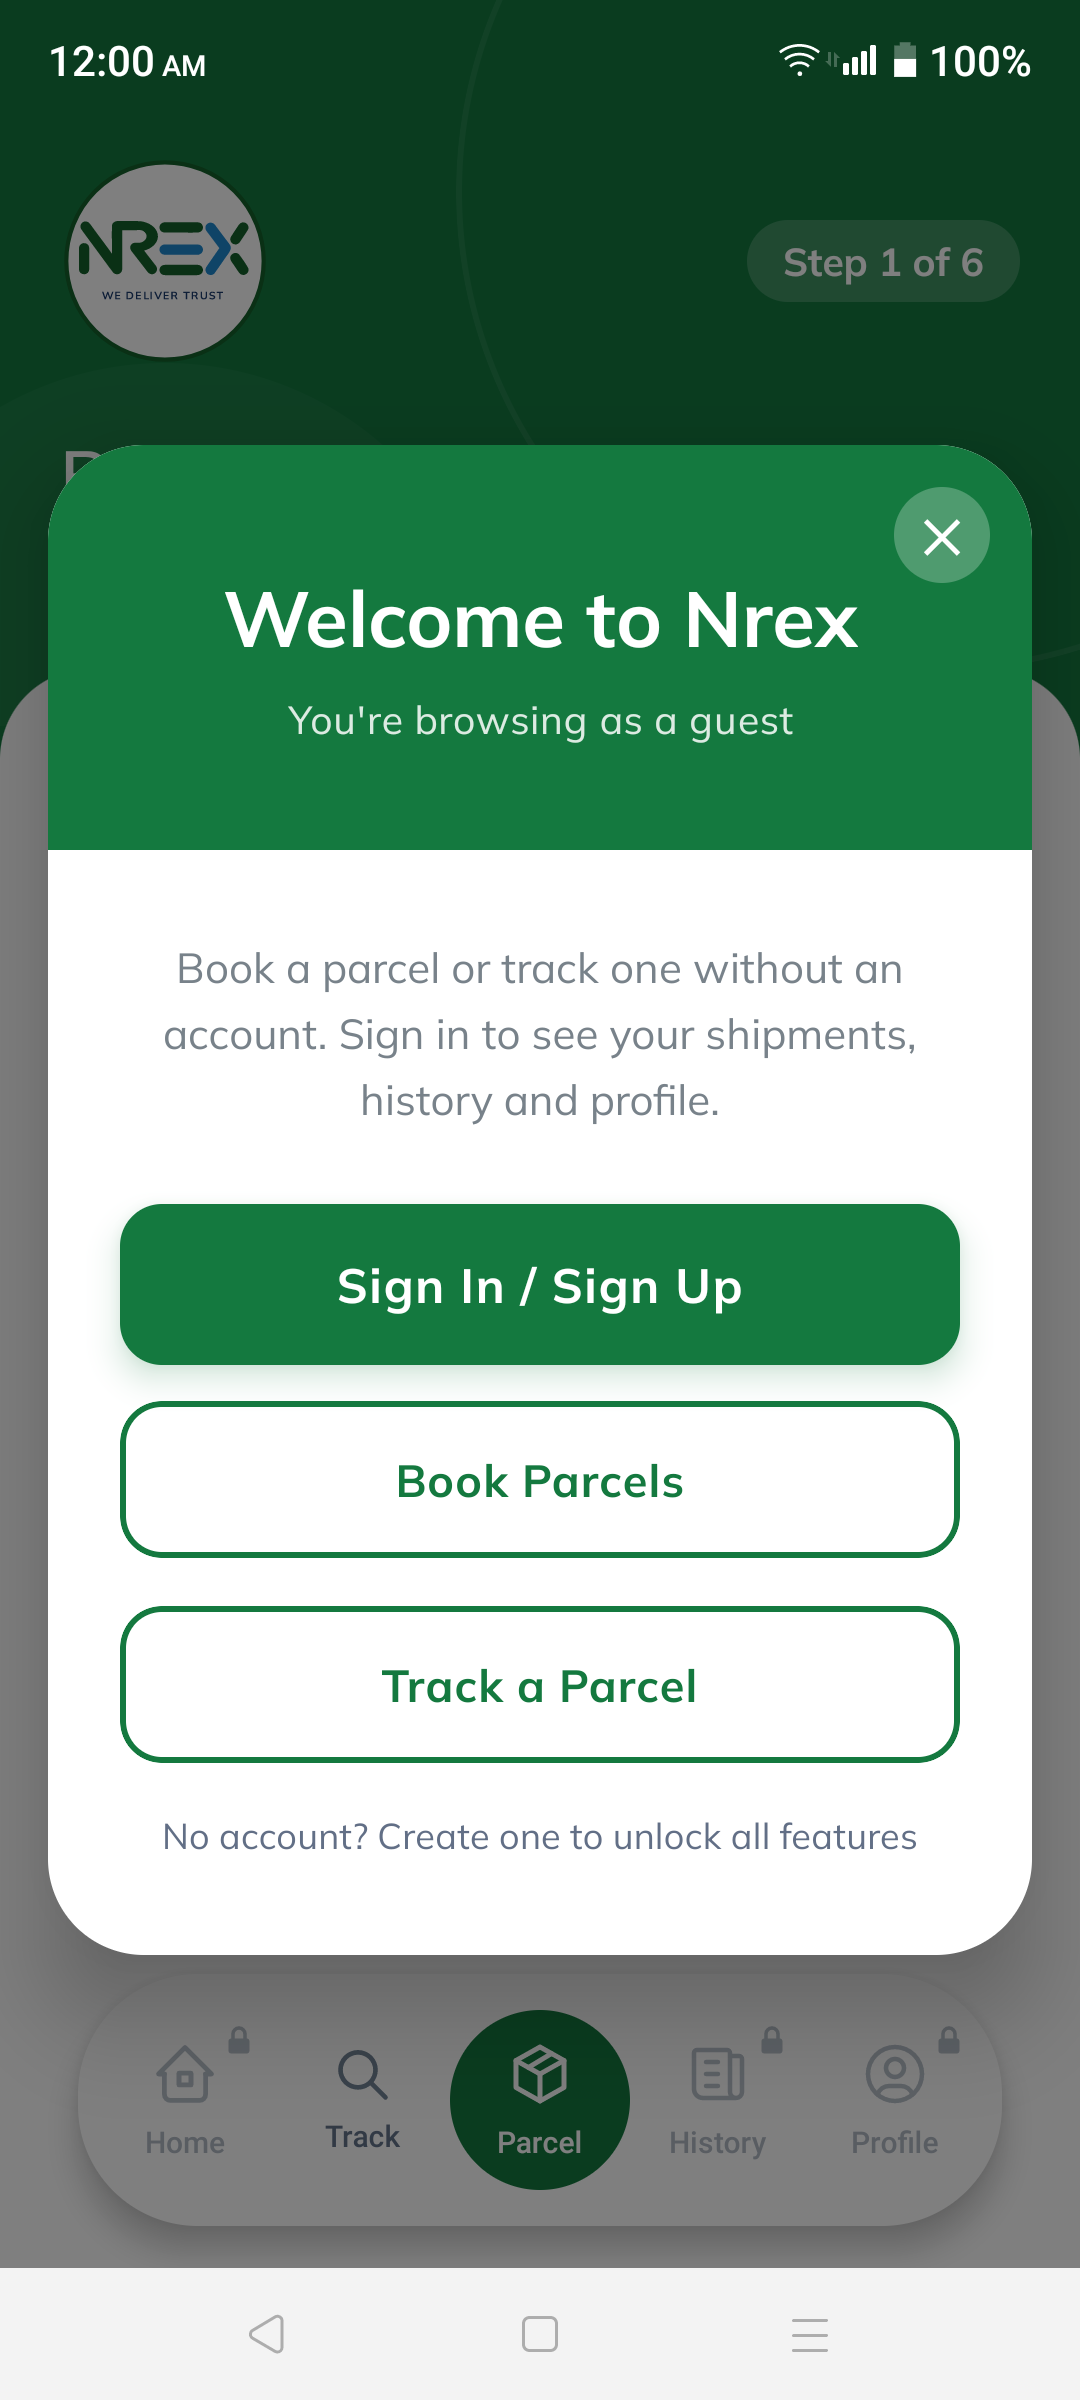 12:00 AM
100%
NREX
WE DELIVER TRUST
Step 1 of 6
Welcome to Nrex
You're browsing as a guest
Book a parcel or track one without an
account. Sign in to see your shipments,
history and profile.
Sign In / Sign Up
Book Parcels
Track a Parcel
No account? Create one to unlock all features
Home
Track
Parcel
History
Profile